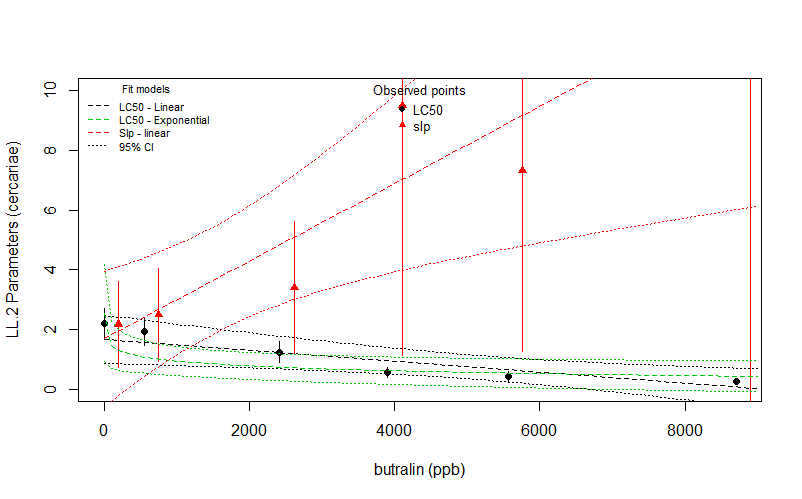 Fit models
LC50 - Linear
LC50 - Exponential
Slp - linear
95% CI
Observed points
LC50
slp
LL.2 Parameters (cercariae)
10
8
6
4
2
0
0 2000 4000 6000 8000
butralin (ppb)